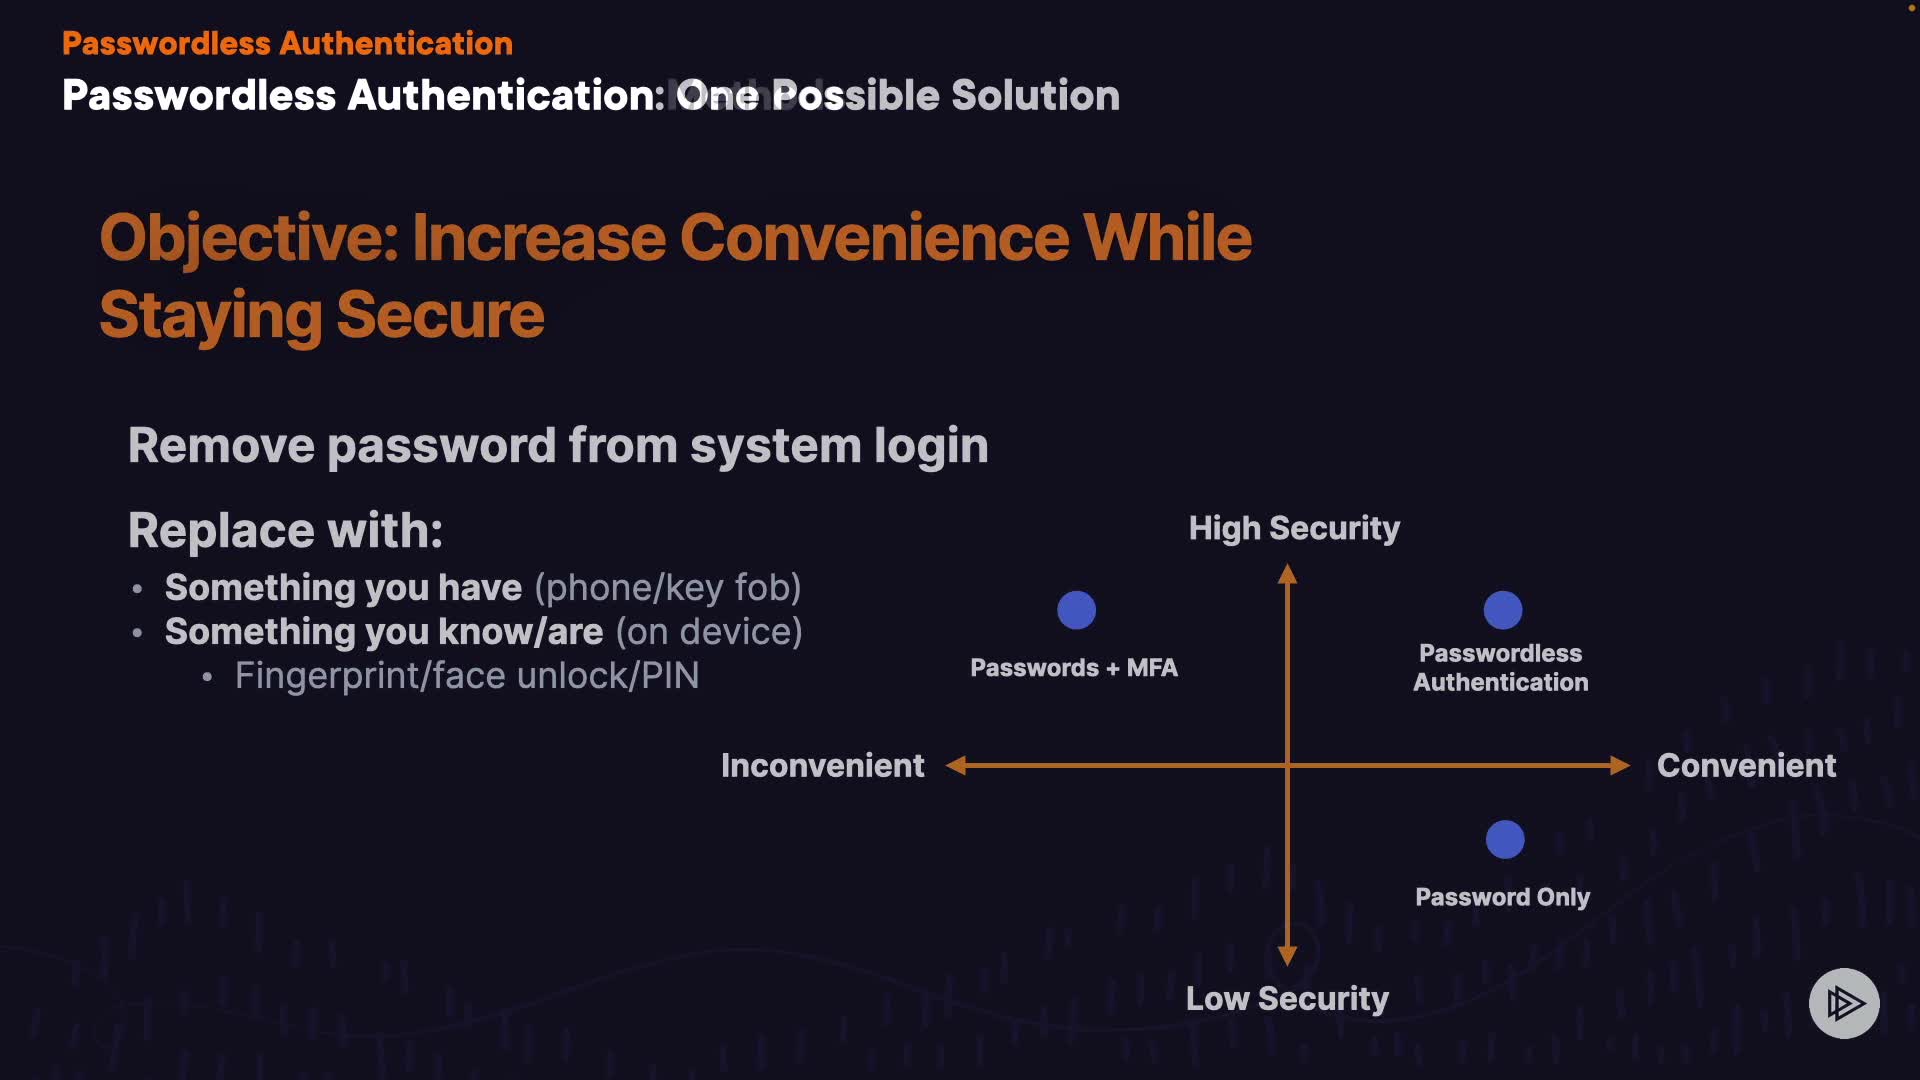 Passwordless Authentication
Passwordless Authentication: One Possible Solution
Objective: Increase Convenience While
Staying Secure
Remove password from system login
Replace with:
• Something you have (phone/key fob)
• Something you know/are (on device)
• Fingerprint/face unlock/PIN
High Security
Passwords + MFA
Passwordless
Authentication
Inconvenient
Convenient
Password Only
Low Security